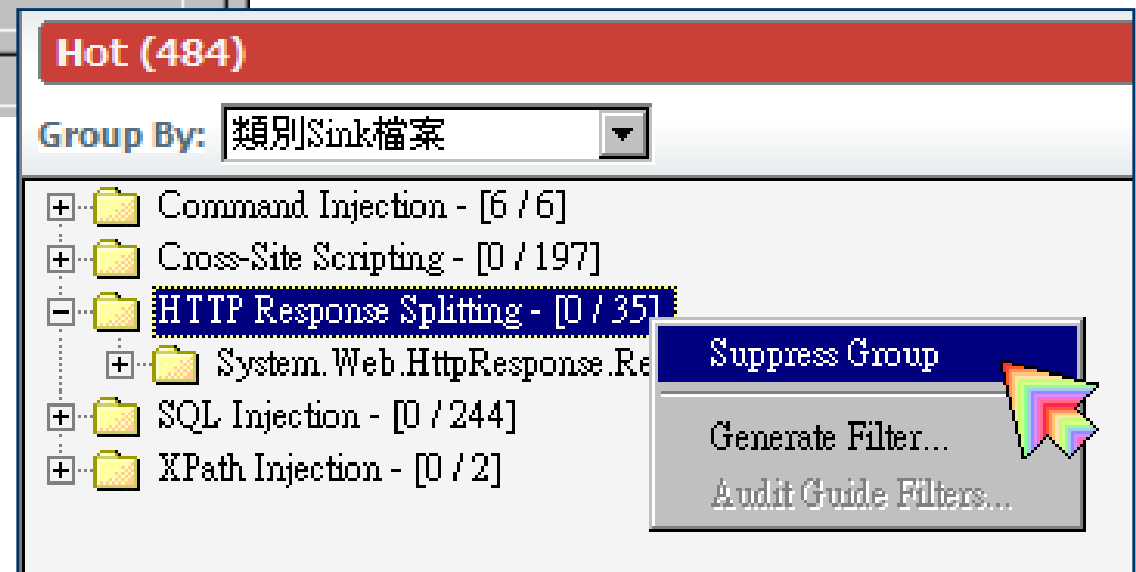 Hot (484)
Group By: 類別Sink檔案
Command Injection - [6 / 6]
Cross-Site Scripting - [0 / 197]
HTTP Response Splitting - [0 / 35]
System.Web.HttpResponse.Re
SQL Injection - [0 / 244]
XPath Injection - [0 / 2]
Suppress Group
Generate Filter...
Audit Guide Filters...